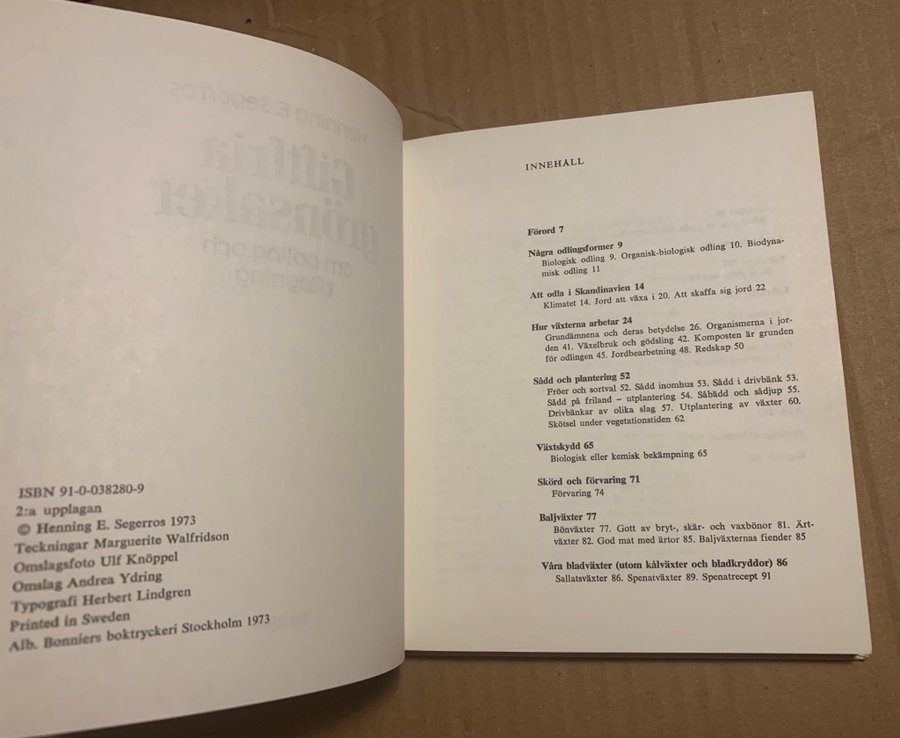 Henning E. Segerros
Giftfria
grönsaker
om odling och
ISBN 91-0-038280-9
2:a upplagan
© Henning E. Segerros 1973
Teckningar Marguerite Walfridson
Omslagsfoto Ulf Knöppel
Omslag Andrea Ydring
Typografi Herbert Lindgren
Printed in Sweden
Alb. Bonniers boktryckeri Stockholm 1973
INNEHÅLL
Förord 7
Några odlingsformer 9
Biologisk odling 9. Organisk-biologisk odling 10. Biodyna-
misk odling 11
Att odla i Skandinavien 14
Klimatet 14. Jord att växa i 20. Att skaffa sig jord 22
Hur växterna arbetar 24
Grundämnena och deras betydelse 26. Organismerna i jor-
den 41. Växelbruk och gödsling 42. Komposten är grunden
för odlingen 45. Jordbearbetning 48. Redskap 50
Sådd och plantering 52
Fröer och sortval 52. Sådd inomhus 53. Sådd i drivbänk 53.
Sådd på friland – utplantering 54. Såbädd och sådjup 55.
Drivbänkar av olika slag 57. Utplantering av växter 60.
Skötsel under vegetationstiden 62
Växtskydd 65
Biologisk eller kemisk bekämpning 65
Skörd och förvaring 71
Förvaring 74
Baljväxter 77
Bönväxter 77. Gott av bryt-, skär- och vaxbönor 81. Ärt-
växter 82. God mat med ärtor 85. Baljväxternas fiender 85
Våra bladväxter (utom kålväxter och bladkryddor) 86
Sallatsväxter 86. Spenatväxter 89. Spenatrecept 91